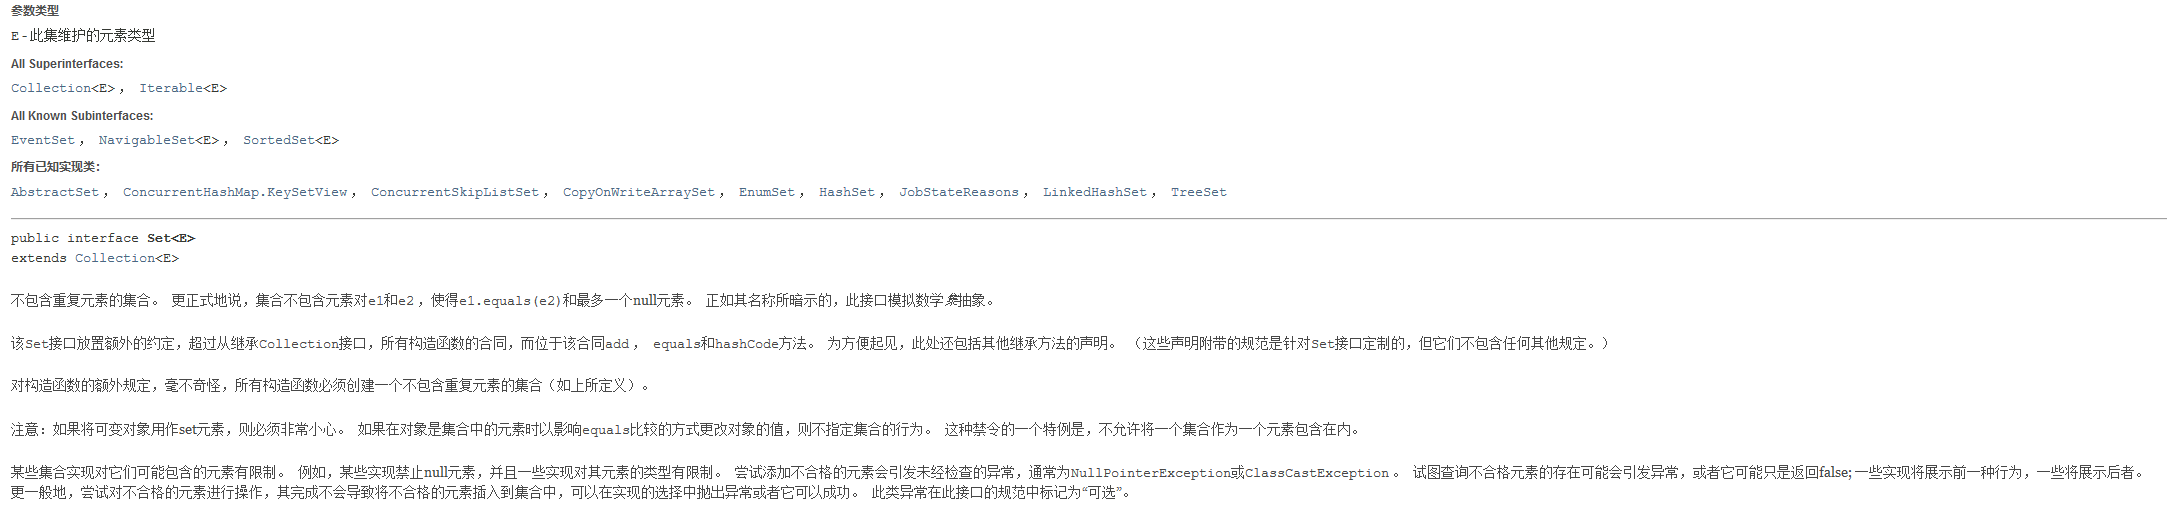 参数类型
E - 此集维护的元素类型
All Superinterfaces:
Collection<E> ， Iterable<E>
All Known Subinterfaces:
EventSet ， NavigableSet<E> ， SortedSet<E>
所有已知实现类：
AbstractSet ， ConcurrentHashMap.KeySetView ， ConcurrentSkipListSet ， CopyOnWriteArraySet ， EnumSet ， HashSet ， JobStateReasons ， LinkedHashSet ， TreeSet
public interface Set<E>
extends Collection<E>
不包含重复元素的集合。 更正式地说，集合不包含元素对e1和e2 ，使得e1.equals(e2)和最多一个null元素。 正如其名称所暗示的，此接口模拟数学抽象。
该Set接口放置额外的约定，超过从继承Collection接口，所有构造函数的合同，而位于该合同add ， equals和hashCode方法。 为方便起见，此处还包括其他继承方法的声明。 （这些声明附带的规范是针对Set接口定制的，但它们不包含任何其他规定。）
对构造函数的额外规定，毫不奇怪，所有构造函数必须创建一个不包含重复元素的集合（如上所定义）。
注意：如果将可变对象用作set元素，则必须非常小心。 如果在对象是集合中的元素时以影响equals比较的方式更改对象的值，则不指定集合的行为。 这种禁令的一个特例是，不允许将一个集合作为一个元素包含在内。
某些集合实现对它们可能包含的元素有限制。 例如，某些实现禁止null元素，并且一些实现对其元素的类型有限制。 尝试添加不合格的元素会引发未经检查的异常，通常为NullPointerException或ClassCastException 。 试图查询不合格元素的存在可能会引发异常，或者它可能只是返回false; 一些实现将展示前一种行为，一些将展示后者。
更一般地，尝试对不合格的元素进行操作，其完成不会导致将不合格的元素插入到集合中，可以在实现的选择中抛出异常或者它可以成功。 此类异常在此接口的规范中标记为“可选”。